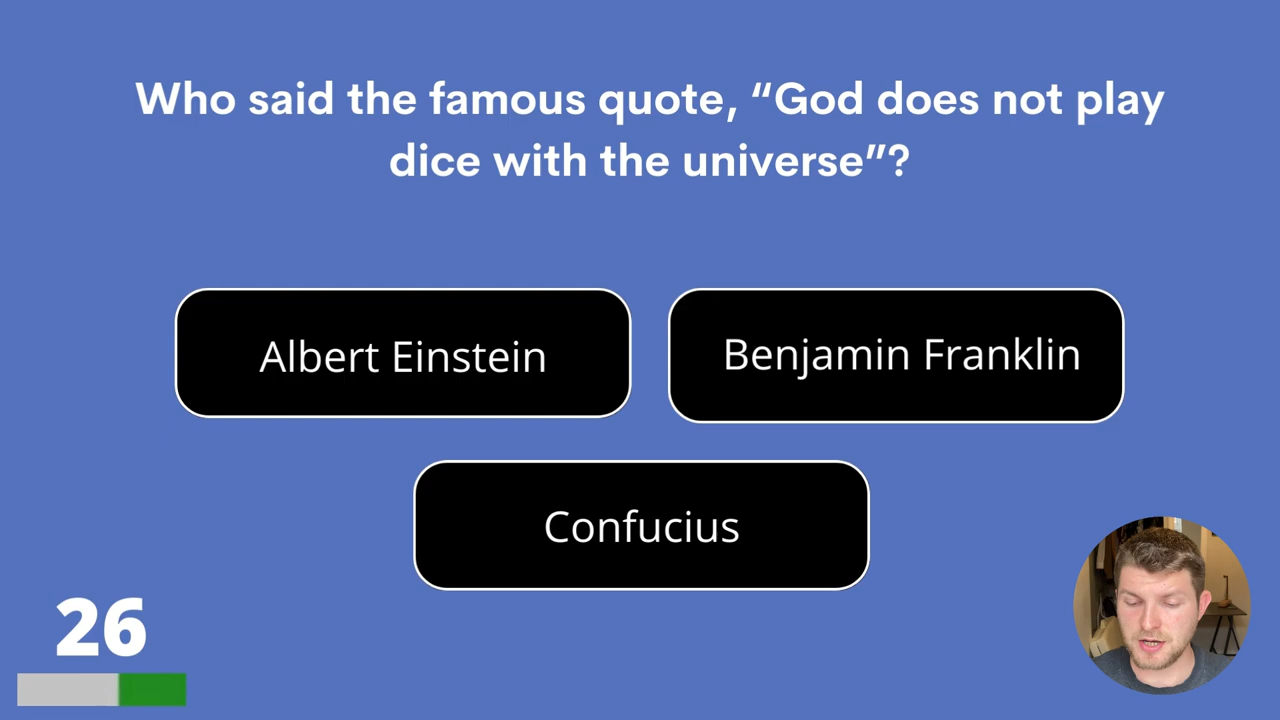 Who said the famous quote, “God does not play
dice with the universe”?
Albert Einstein
Benjamin Franklin
Confucius
26